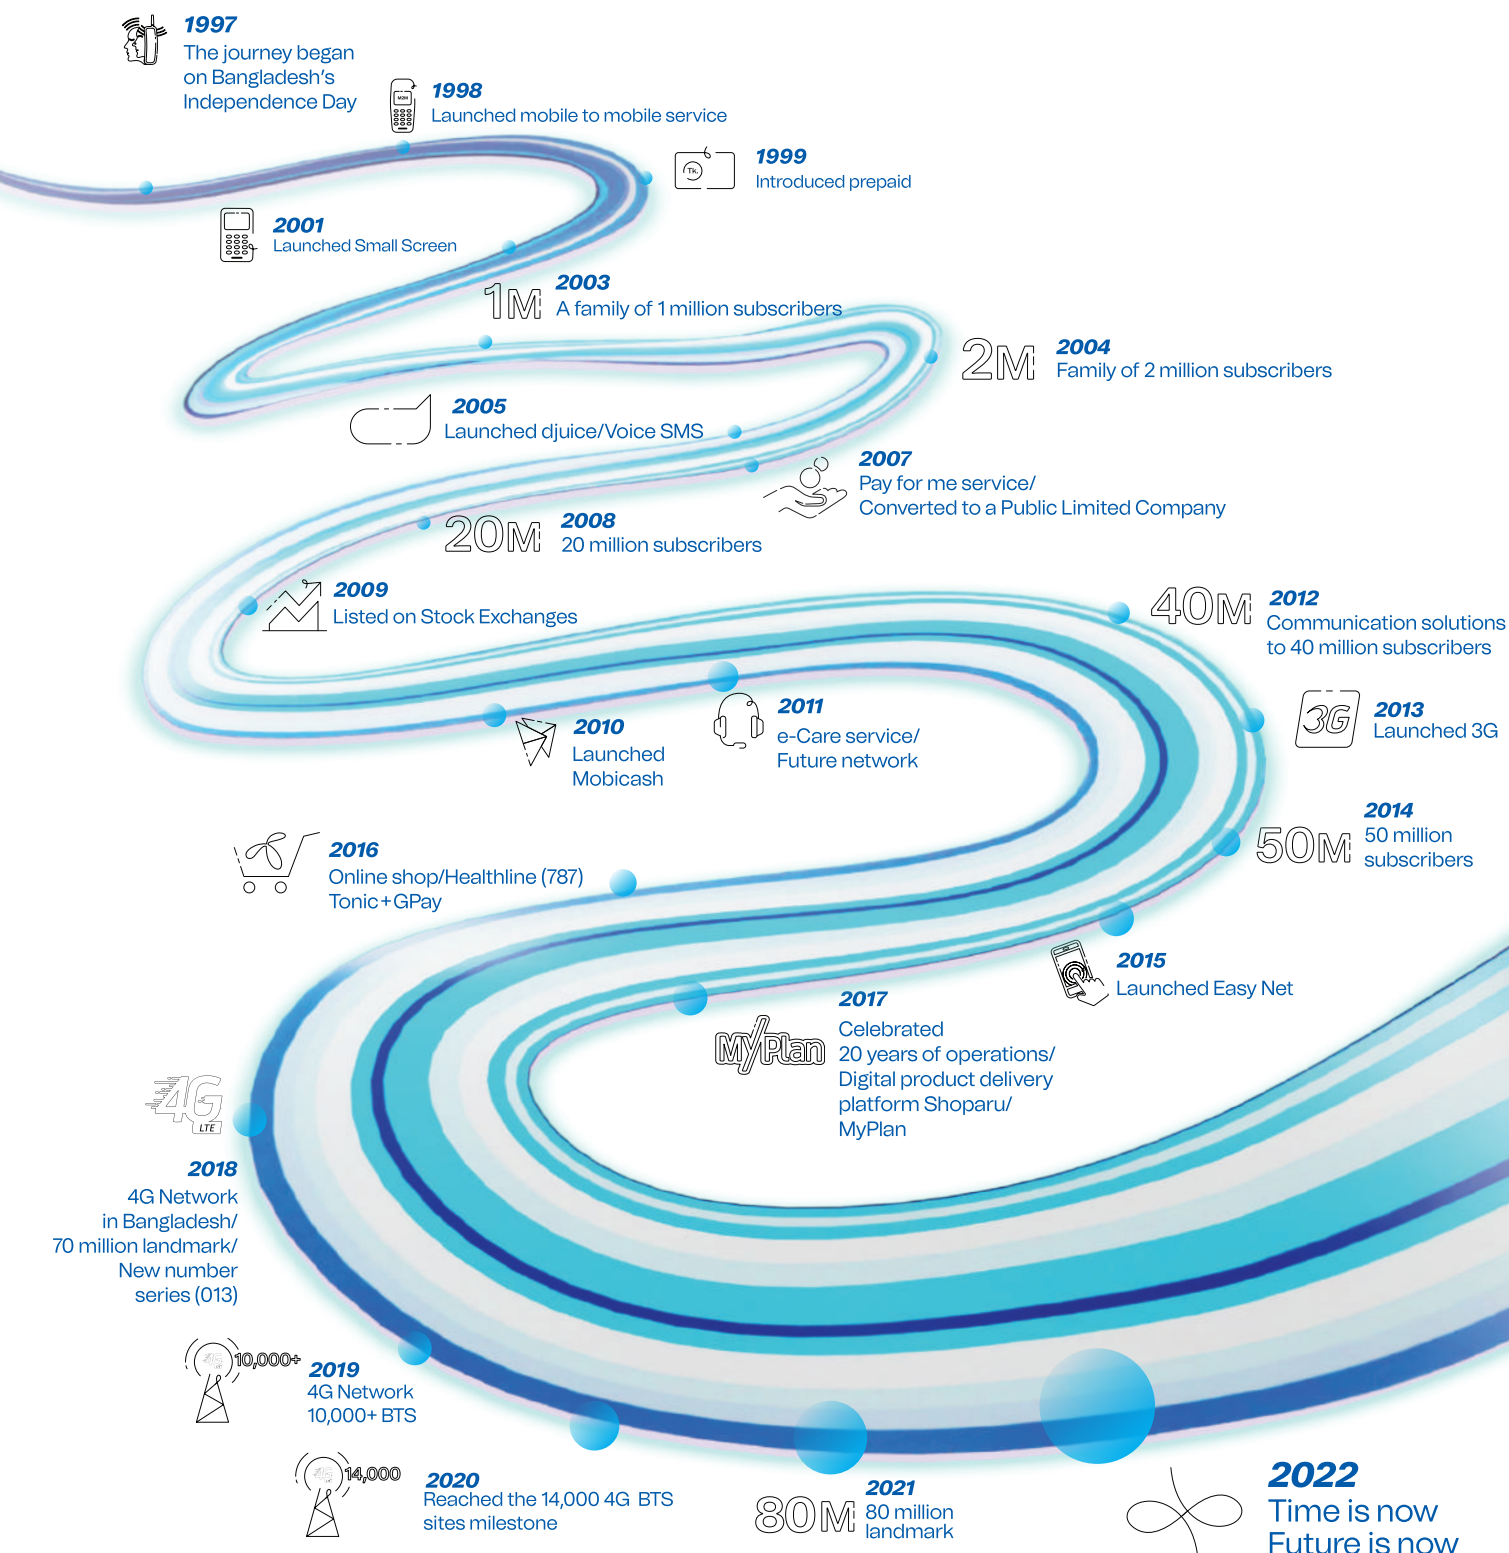 1997
The journey began
on Bangladesh's
Independence Day
M2M
1998
Launched mobile to mobile service
Tk.
1999
Introduced prepaid
2001
Launched Small Screen
1M
2003
A family of 1 million subscribers
2M
2004
Family of 2 million subscribers
2005
Launched djuice/Voice SMS
2007
Pay for me service/
Converted to a Public Limited Company
20M
2008
20 million subscribers
2009
Listed on Stock Exchanges
40M
2012
Communication solutions
to 40 million subscribers
2010
Launched
Mobicash
2011
e-Care service/
Future network
3G
2013
Launched 3G
50M
2014
50 million
subscribers
2016
Online shop/Healthline (787)
Tonic+GPay
2015
Launched Easy Net
MyPlan
2017
Celebrated
20 years of operations/
Digital product delivery
platform Shoparu/
MyPlan
4G
LTE
2018
4G Network
in Bangladesh/
70 million landmark/
New number
series (013)
4G
10,000+
2019
4G Network
10,000+ BTS
4G
14,000
2020
Reached the 14,000 4G BTS
sites milestone
80M
2021
80 million
landmark
2022
Time is now
Future is now